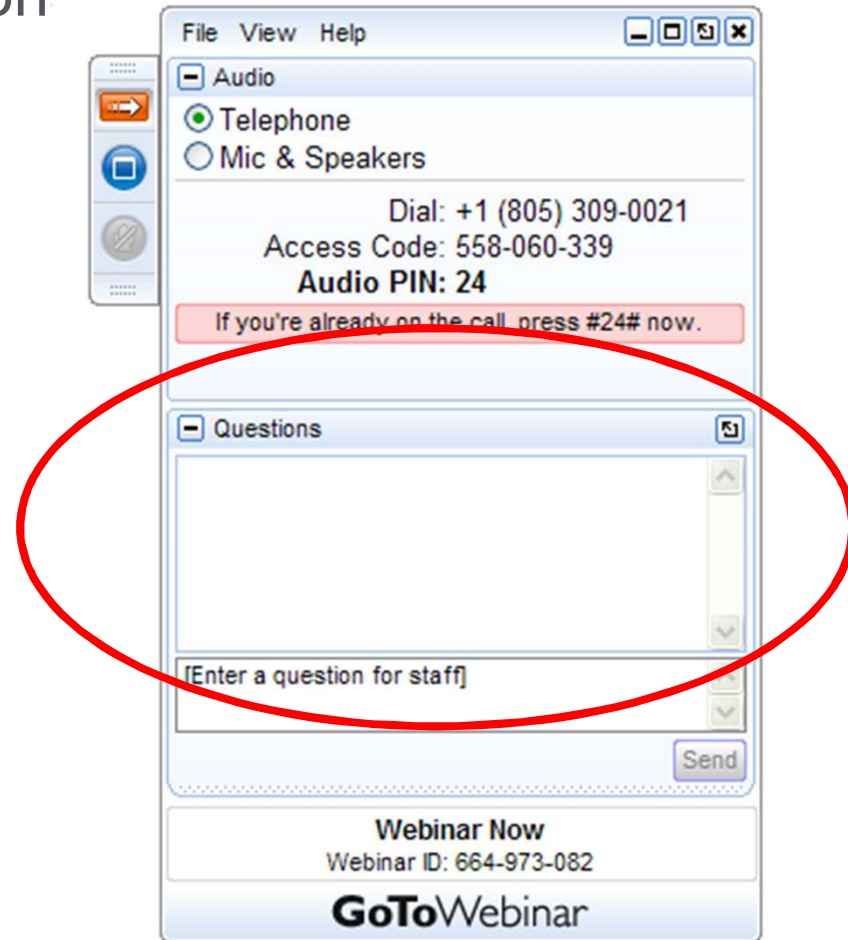 on
File View Help
Audio
Telephone
Mic & Speakers
Dial: +1 (805) 309-0021
Access Code: 558-060-339
Audio PIN: 24
If you're already on the call, press #24# now.
Questions
[Enter a question for staff]
Send
Webinar Now
Webinar ID: 664-973-082
GoToWebinar